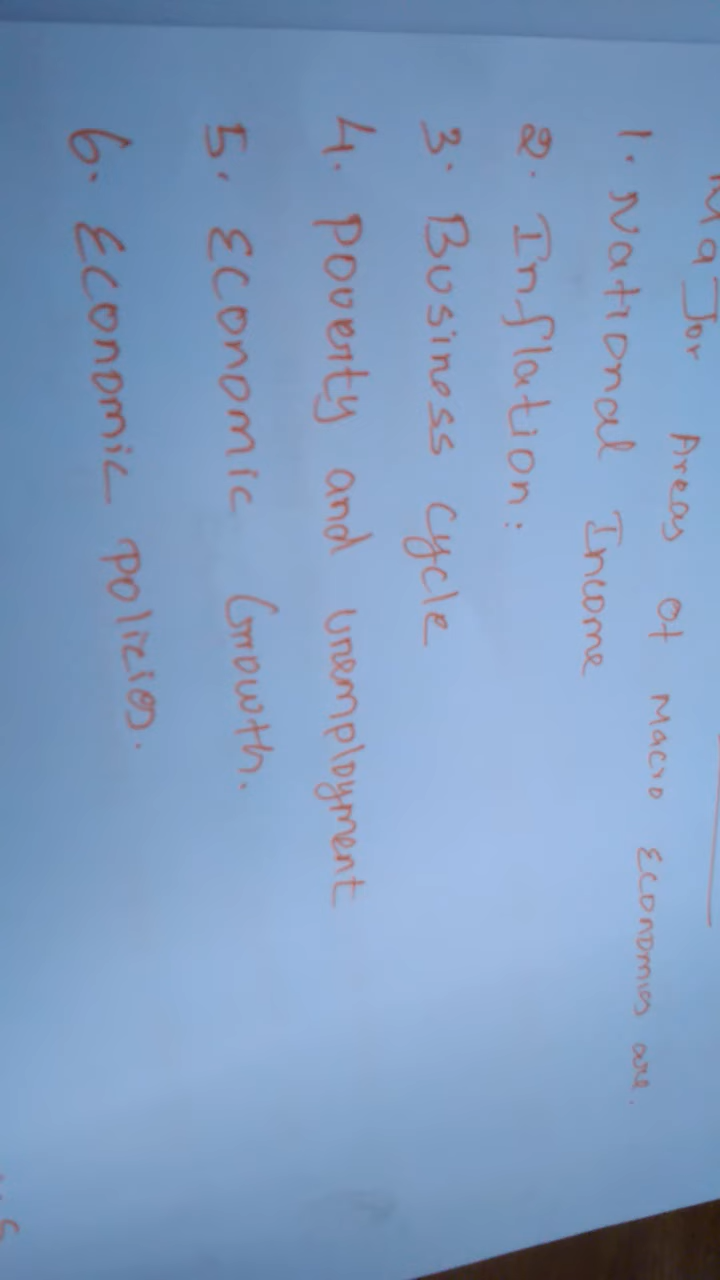 Major Areas of Macro Economies are.
1. National Income
2. Inflation:
3. Business cycle
4. poverty and unemployment
5. Economic Growth.
6. Economic policies.